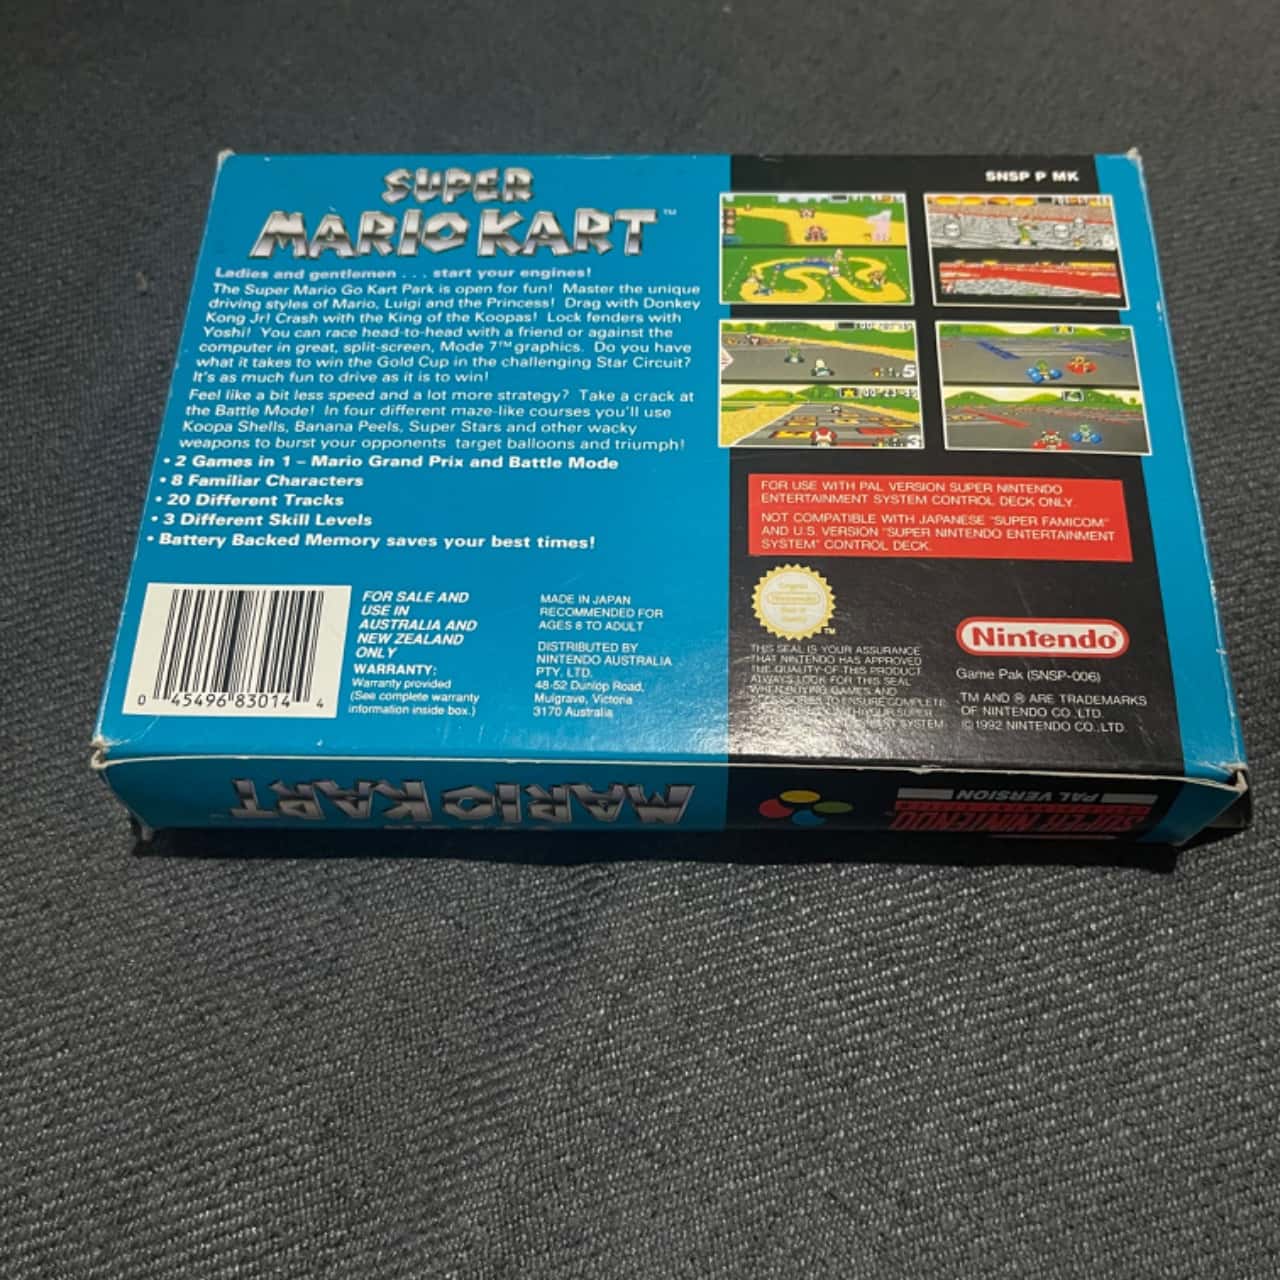 SUPER
MARIO KART™
SNSP P MK
Ladies and gentlemen . . . start your engines!
The Super Mario Go Kart Park is open for fun! Master the unique
driving styles of Mario, Luigi and the Princess! Drag with Donkey
Kong Jr! Crash with the King of the Koopas! Lock fenders with
Yoshi! You can race head-to-head with a friend or against the
computer in great, split-screen, Mode 7™ graphics. Do you have
what it takes to win the Gold Cup in the challenging Star Circuit?
It's as much fun to drive as it is to win!
Feel like a bit less speed and a lot more strategy? Take a crack at
the Battle Mode! In four different maze-like courses you'll use
Koopa Shells, Banana Peels, Super Stars and other wacky
weapons to burst your opponents target balloons and triumph!
• 2 Games in 1 – Mario Grand Prix and Battle Mode
• 8 Familiar Characters
• 20 Different Tracks
• 3 Different Skill Levels
• Battery Backed Memory saves your best times!
FOR USE WITH PAL VERSION SUPER NINTENDO
ENTERTAINMENT SYSTEM CONTROL DECK ONLY
NOT COMPATIBLE WITH JAPANESE "SUPER FAMICOM"
AND U.S. VERSION "SUPER NINTENDO ENTERTAINMENT
SYSTEM" CONTROL DECK.
0 45496 83014 4
FOR SALE AND
USE IN
AUSTRALIA AND
NEW ZEALAND
ONLY
WARRANTY:
Warranty provided
(See complete warranty
information inside box.)
MADE IN JAPAN
RECOMMENDED FOR
AGES 8 TO ADULT
DISTRIBUTED BY
NINTENDO AUSTRALIA
PTY. LTD.
48-52 Dunlop Road,
Mulgrave, Victoria
3170 Australia
Nintendo
TM
THIS SEAL IS YOUR ASSURANCE
THAT NINTENDO HAS APPROVED
THE QUALITY OF THIS PRODUCT
ALWAYS LOOK FOR THIS SEAL
WHEN BUYING GAMES AND
TO ENSURE COMPLETE
SUPER
SYSTEM
Nintendo®
Game Pak (SNSP-006)
TM AND ® ARE TRADEMARKS
OF NINTENDO CO., LTD.
© 1992 NINTENDO CO., LTD.
MARIO KART
SUPER NINTENDO
PAL VERSION